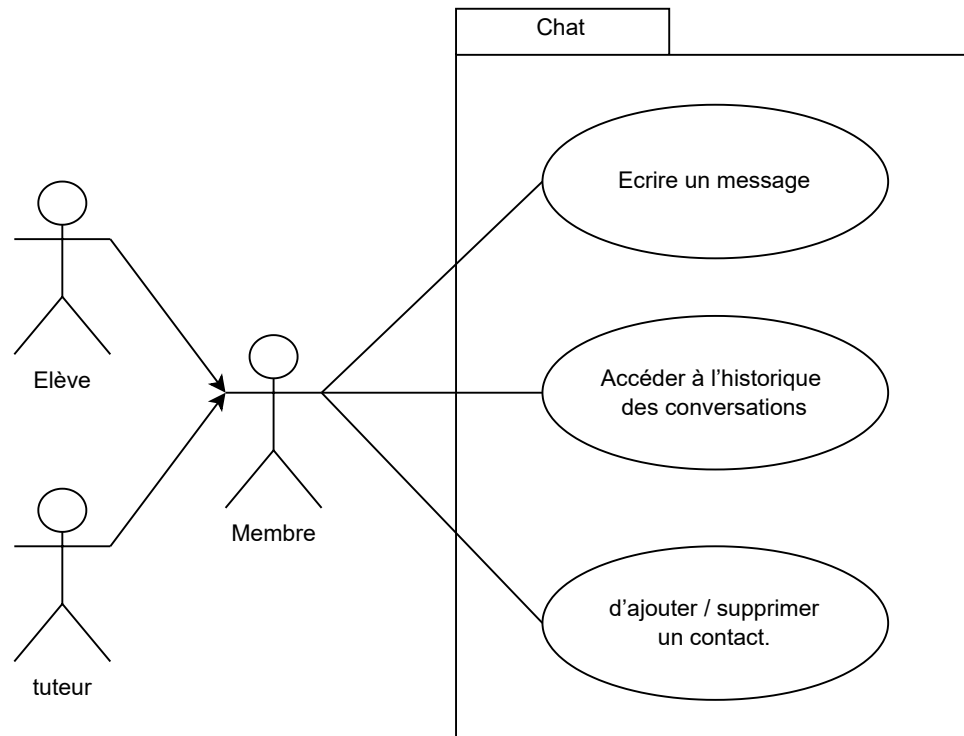 Chat
Ecrire un message
Elève
Accéder à l’historique
des conversations
Membre
d’ajouter / supprimer
un contact.
tuteur